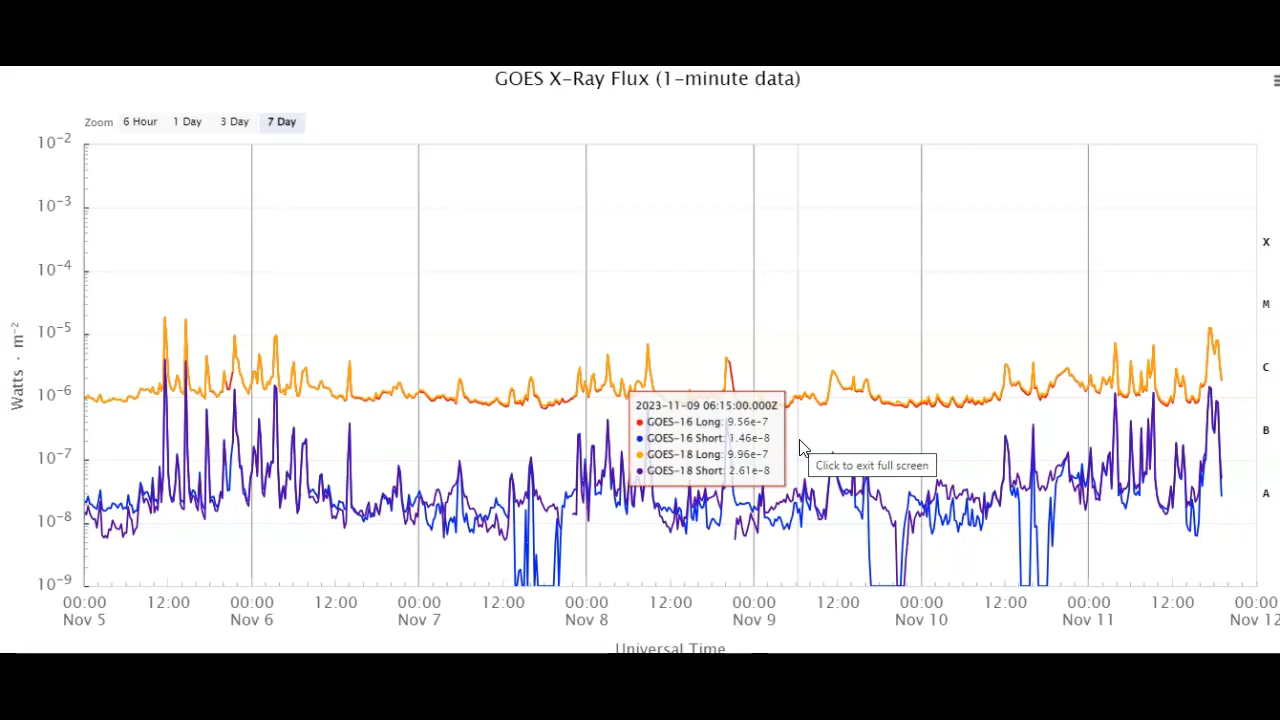 GOES X-Ray Flux (1-minute data)
Zoom 6 Hour 1 Day 3 Day 7 Day
10⁻²
10⁻³
10⁻⁴
10⁻⁵
10⁻⁶
10⁻⁷
10⁻⁸
10⁻⁹
Watts · m⁻²
X
M
C
B
A
2023-11-09 06:15:00.000Z
GOES-16 Long: 9.56e-7
GOES-16 Short: 1.46e-8
GOES-18 Long: 9.96e-7
GOES-18 Short: 2.61e-8
Click to exit full screen
00:00 12:00 00:00 12:00 00:00 12:00 00:00 12:00 00:00 12:00 00:00 12:00 00:00 12:00 00:00
Nov 5 Nov 6 Nov 7 Nov 8 Nov 9 Nov 10 Nov 11 Nov 12
Universal Time